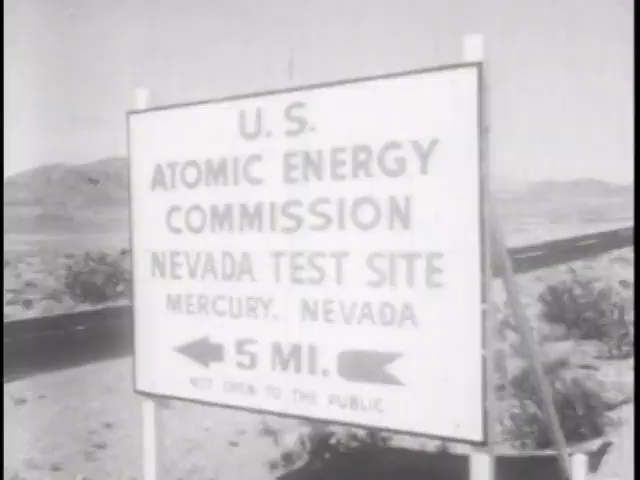 U. S.
ATOMIC ENERGY
COMMISSION
NEVADA TEST SITE
MERCURY, NEVADA
5 MI.
NOT OPEN TO THE PUBLIC